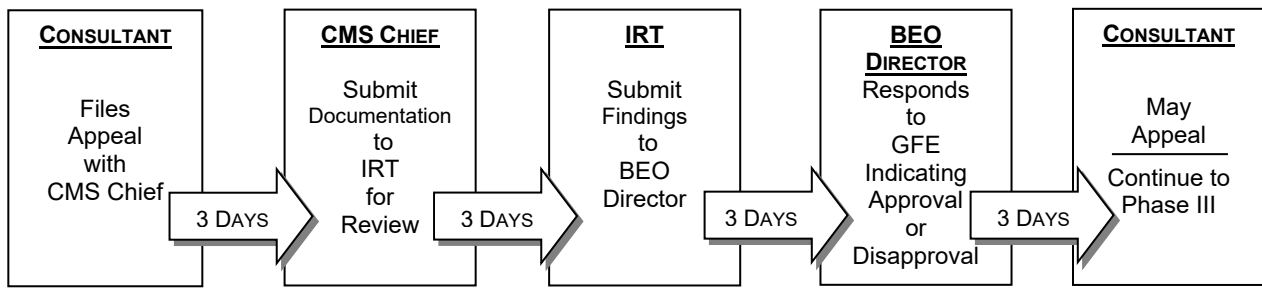 CONSULTANT
Files
Appeal
with
CMS Chief
3 DAYS
CMS CHIEF
Submit
Documentation
to
IRT
for
Review
3 DAYS
IRT
Submit
Findings
to
BEO
Director
3 DAYS
BEO
DIRECTOR
Responds
to
GFE
Indicating
Approval
or
Disapproval
3 DAYS
CONSULTANT
May
Appeal
Continue to
Phase III